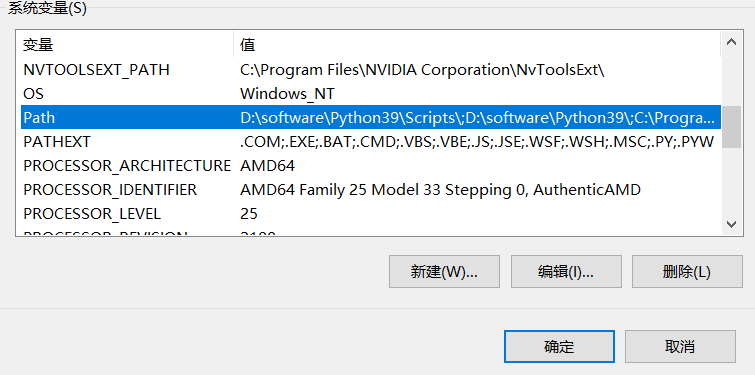 系统变量(S)
变量 值
NVTOOLSEXT_PATH C:\Program Files\NVIDIA Corporation\NvToolsExt\
OS Windows_NT
Path D:\software\Python39\Scripts\;D:\software\Python39\;C:\Progra...
PATHEXT .COM;.EXE;.BAT;.CMD;.VBS;.VBE;.JS;.JSE;.WSF;.WSH;.MSC;.PY;.PYW
PROCESSOR_ARCHITECTURE AMD64
PROCESSOR_IDENTIFIER AMD64 Family 25 Model 33 Stepping 0, AuthenticAMD
PROCESSOR_LEVEL 25
PROCESSOR_REVISION 2100
新建(W)... 编辑(I)... 删除(L)
确定 取消